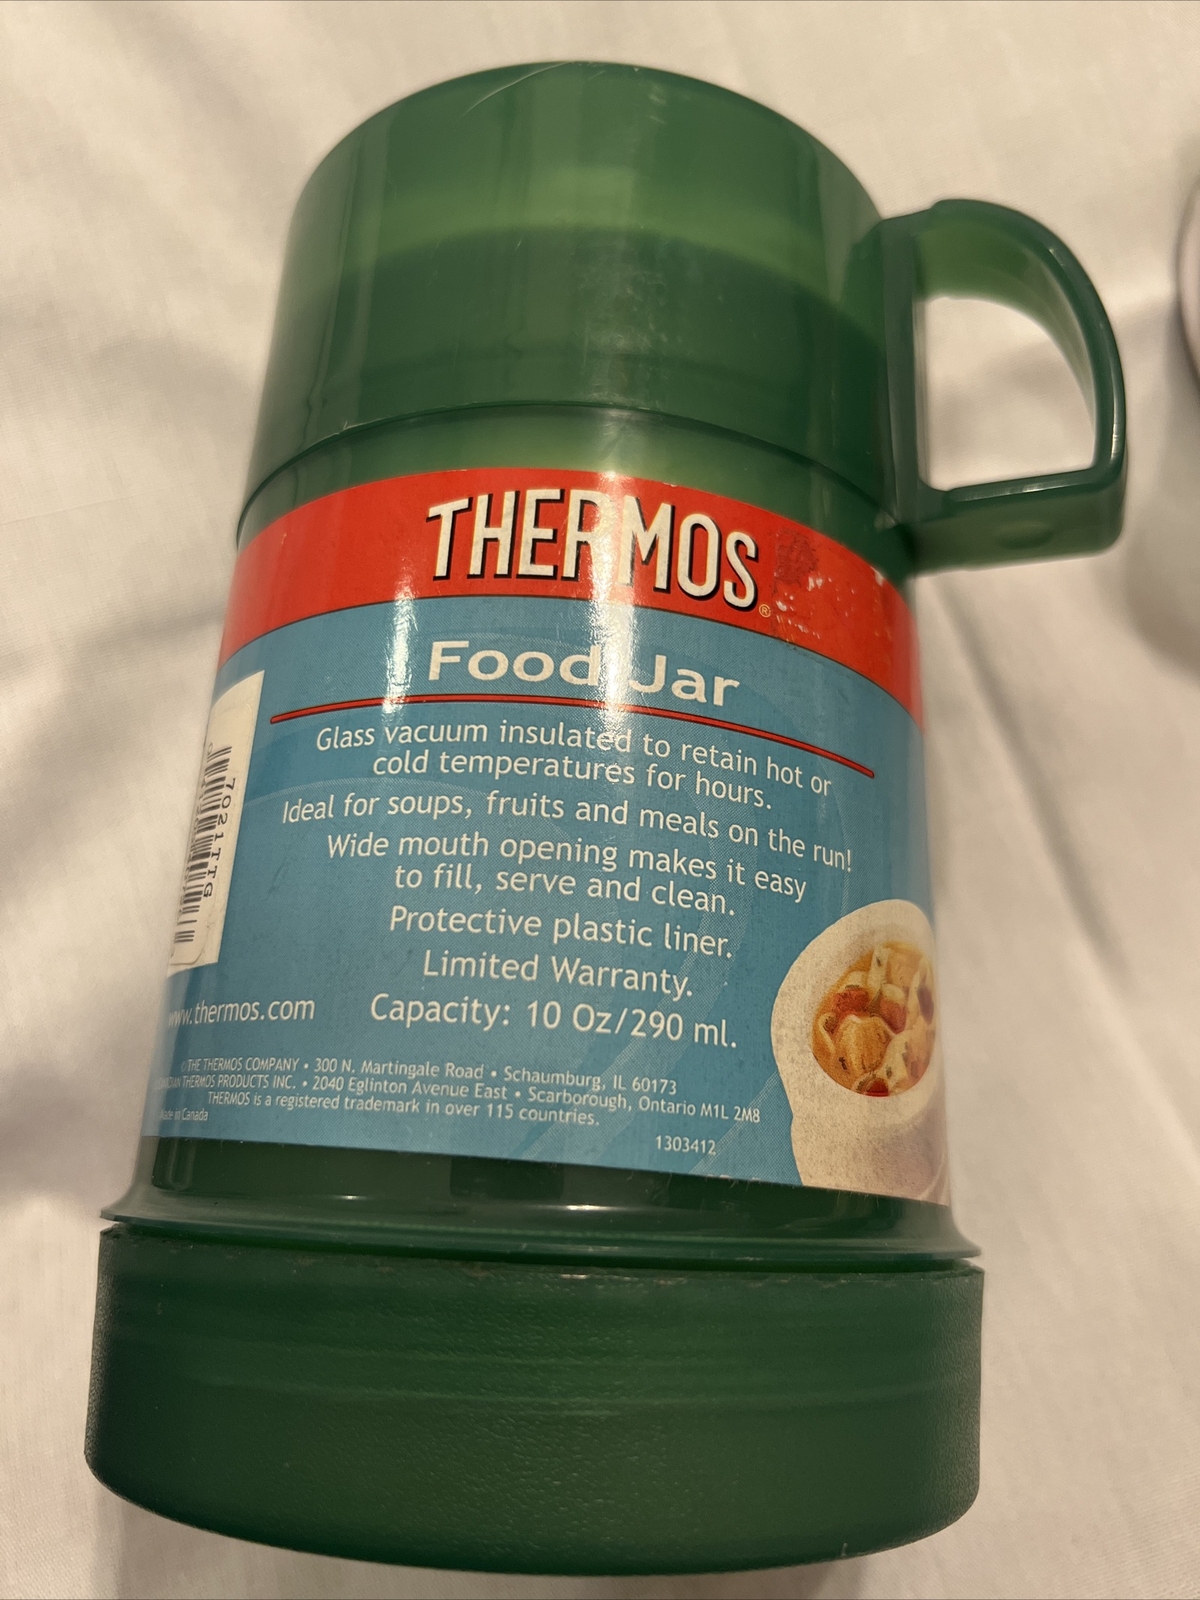 THERMOS®
Food Jar
Glass vacuum insulated to retain hot or
cold temperatures for hours.
Ideal for soups, fruits and meals on the run!
Wide mouth opening makes it easy
to fill, serve and clean.
Protective plastic liner.
Limited Warranty.
Capacity: 10 Oz/290 ml.
www.thermos.com
7021TTG
©THE THERMOS COMPANY • 300 N. Martingale Road • Schaumburg, IL 60173
THERMOS PRODUCTS INC. • 2040 Eglinton Avenue East • Scarborough, Ontario M1L 2M8
THERMOS is a registered trademark in over 115 countries.
in Canada
1303412